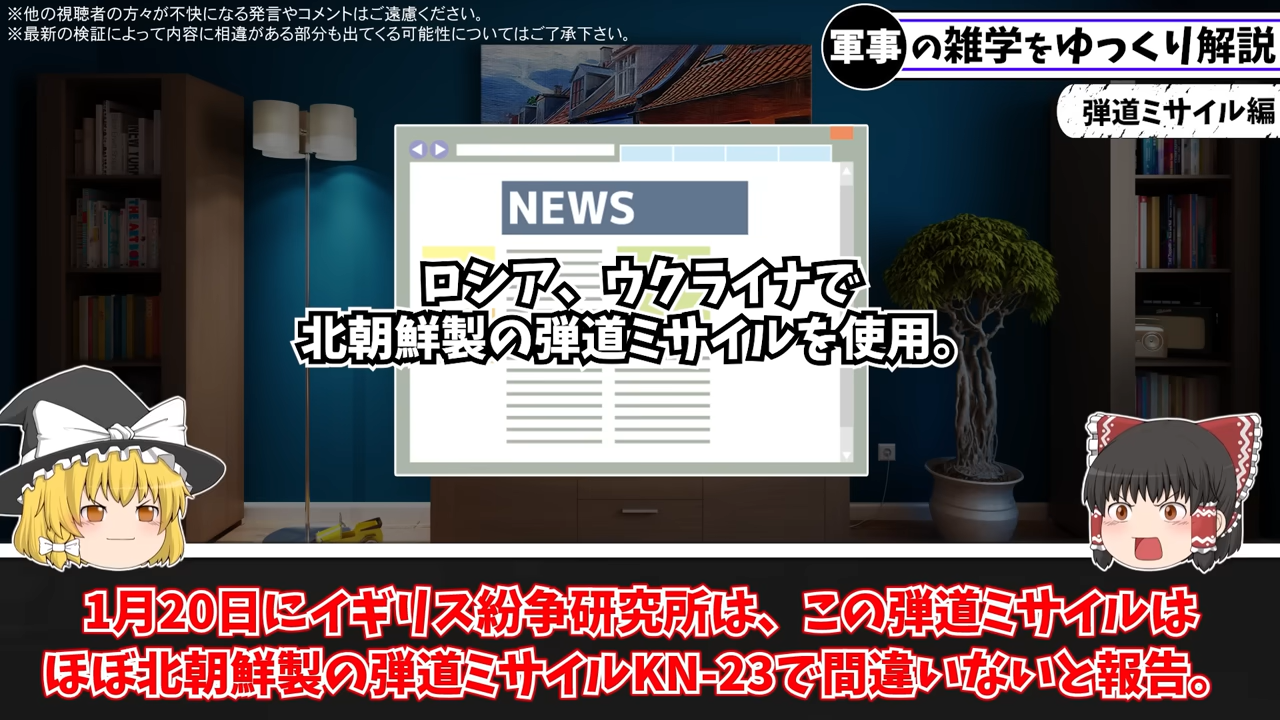 ※他の視聴者の方々が不快になる発言やコメントはご遠慮ください。
※最新の検証によって内容に相違がある部分も出てくる可能性についてはご了承下さい。
軍事の雑学をゆっくり解説
弾道ミサイル編
NEWS
ロシア、ウクライナで
北朝鮮製の弾道ミサイルを使用。
1月20日にイギリス紛争研究所は、この弾道ミサイルは
ほぼ北朝鮮製の弾道ミサイルKN-23で間違いないと報告。